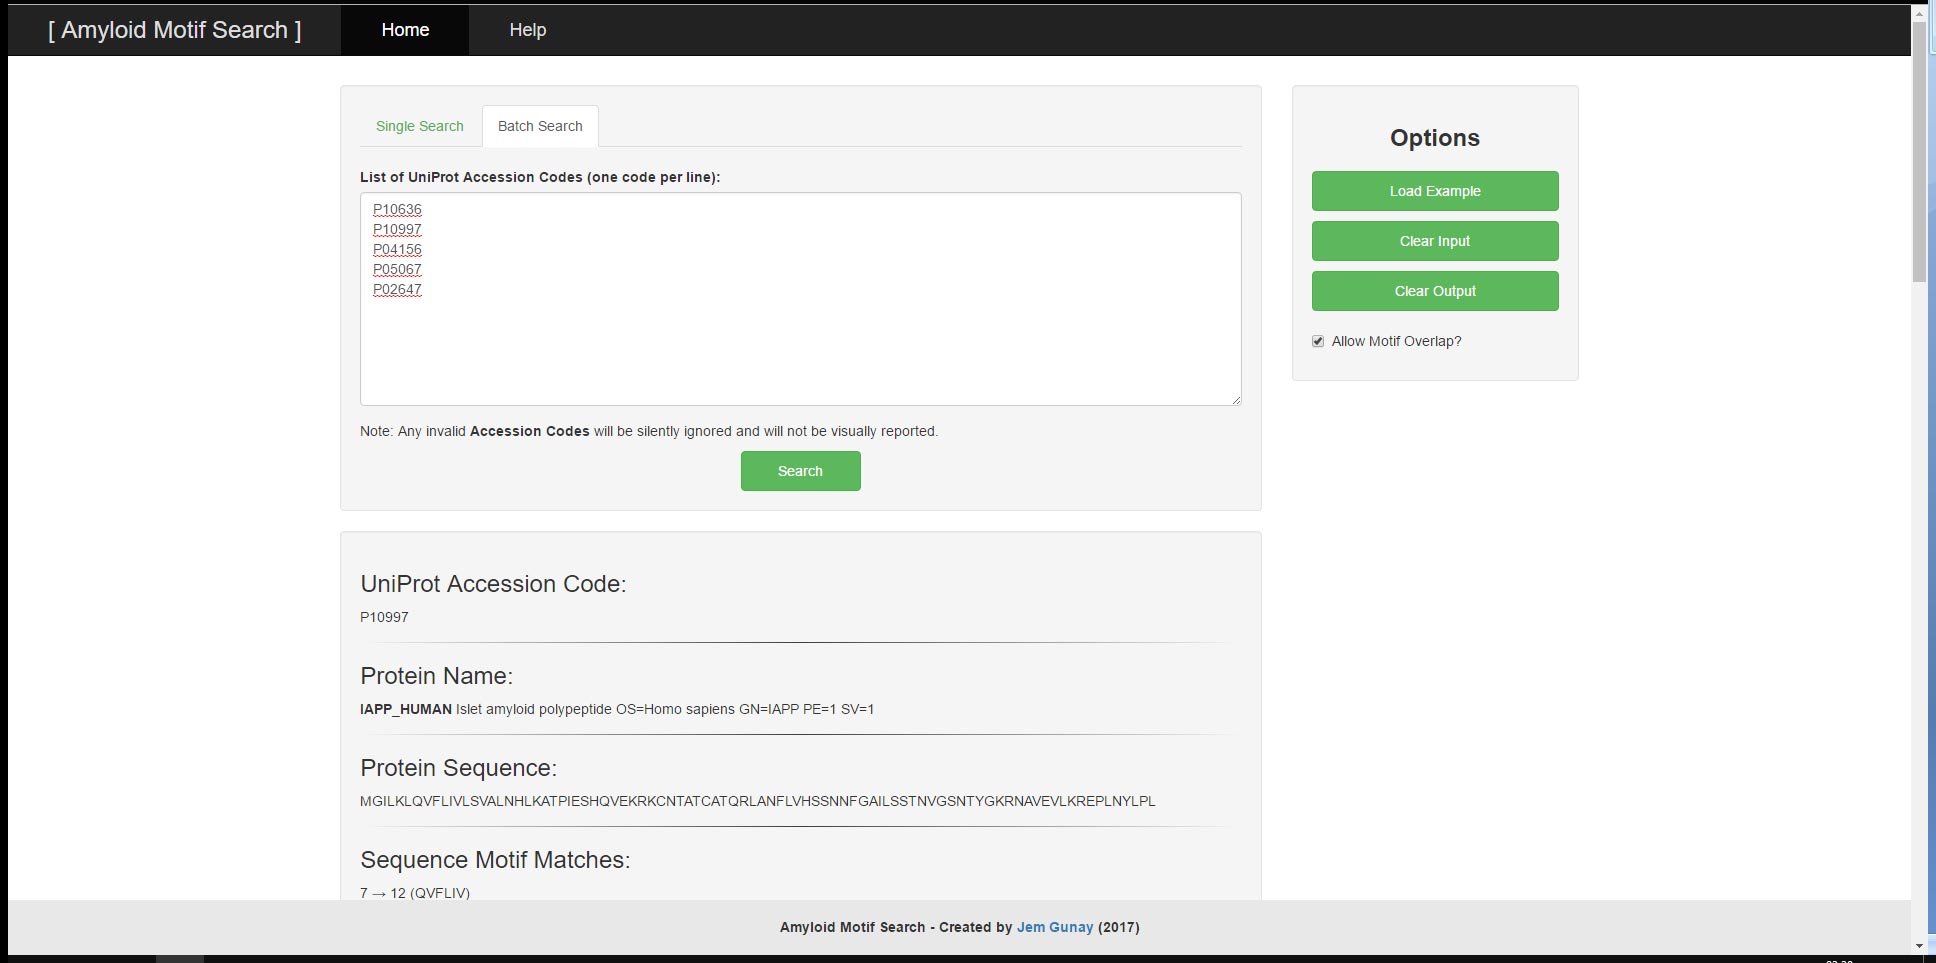 [ Amyloid Motif Search ] Home Help
Single Search Batch Search
List of UniProt Accession Codes (one code per line):
P10636
P10997
P04156
P05067
P02647
Note: Any invalid Accession Codes will be silently ignored and will not be visually reported.
Search
Options
Load Example
Clear Input
Clear Output
Allow Motif Overlap?
UniProt Accession Code:
P10997
Protein Name:
IAPP_HUMAN Islet amyloid polypeptide OS=Homo sapiens GN=IAPP PE=1 SV=1
Protein Sequence:
MGILKLQVFLIVLSVALNHLKATPIESHQVEKRKCNTATCATQRLANFLVHSSNNFGAILSSTNVGSNTYGKRNAVEVLKREPLNYLPL
Sequence Motif Matches:
7 → 12 (QVFLIV)
Amyloid Motif Search - Created by Jem Gunay (2017)